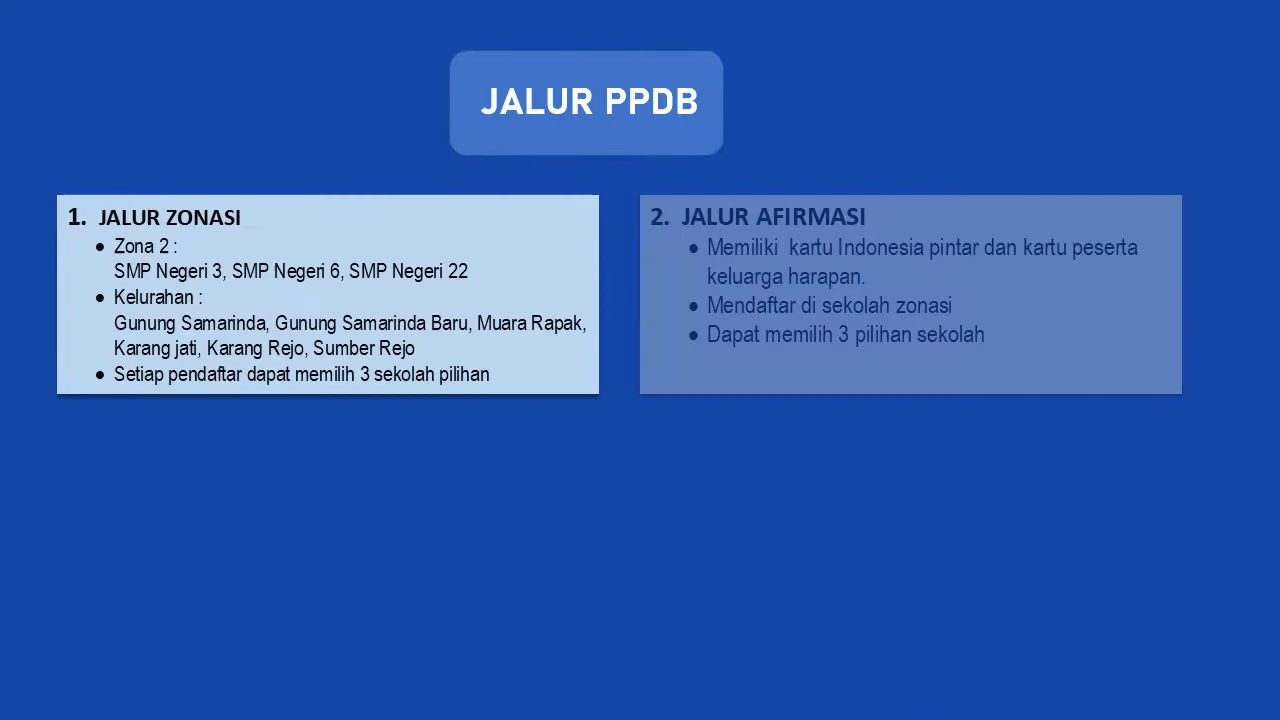 JALUR PPDB
1. JALUR ZONASI
• Zona 2 :
SMP Negeri 3, SMP Negeri 6, SMP Negeri 22
• Kelurahan :
Gunung Samarinda, Gunung Samarinda Baru, Muara Rapak,
Karang jati, Karang Rejo, Sumber Rejo
• Setiap pendaftar dapat memilih 3 sekolah pilihan
2. JALUR AFIRMASI
• Memiliki kartu Indonesia pintar dan kartu peserta
keluarga harapan.
• Mendaftar di sekolah zonasi
• Dapat memilih 3 pilihan sekolah